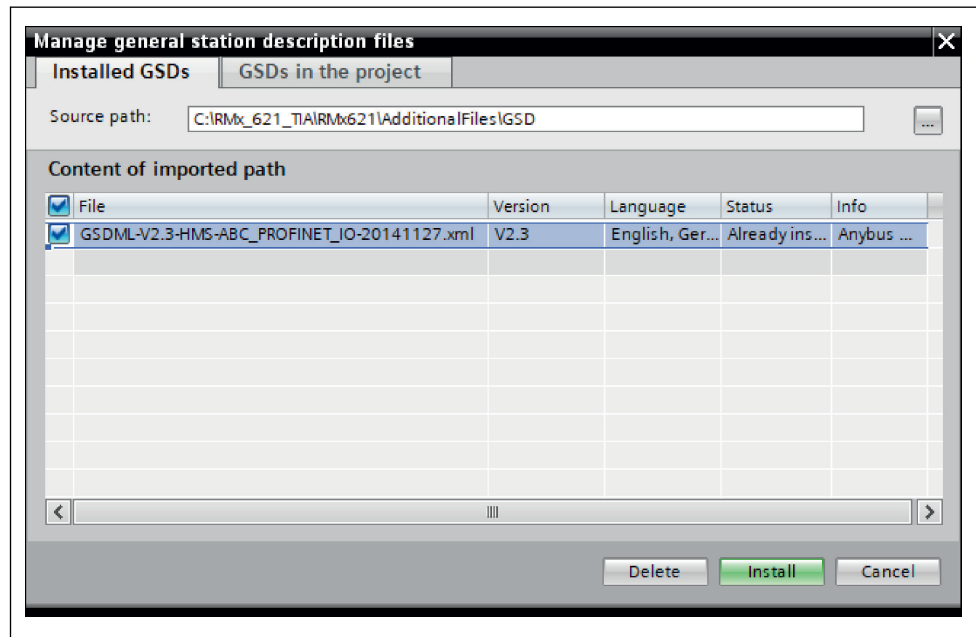 Manage general station description files
Installed GSDs GSDs in the project
Source path: C:\RMx_621_TIA\RMx621\AdditionalFiles\GSD ...
Content of imported path
File Version Language Status Info
GSDML-V2.3-HMS-ABC_PROFINET_IO-20141127.xml V2.3 English, Ger... Already ins... Anybus ...
Delete Install Cancel